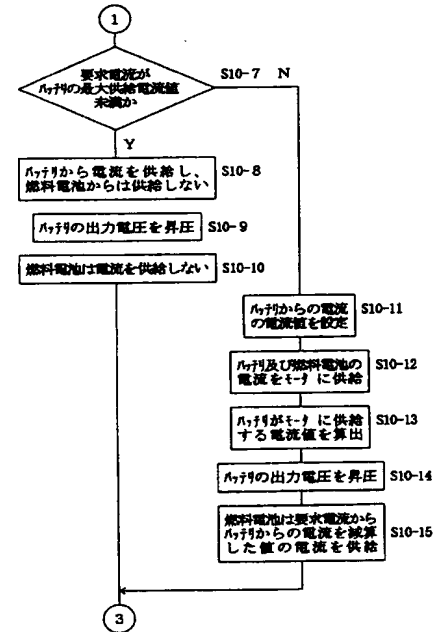 1
要求電流が
バッテリの最大供給電流値
未満か
S10-7 N
Y
バッテリから電流を供給し、
燃料電池からは供給しない
S10-8
バッテリの出力電圧を昇圧
S10-9
燃料電池は電流を供給しない
S10-10
バッテリからの電流
の電流値を設定
S10-11
バッテリ及び燃料電池の
電流をモータ に供給
S10-12
バッテリがモータ に供給
する電流値を算出
S10-13
バッテリの出力電圧を昇圧
S10-14
燃料電池は要求電流から
バッテリからの電流を減算
した値の電流を供給
S10-15
3